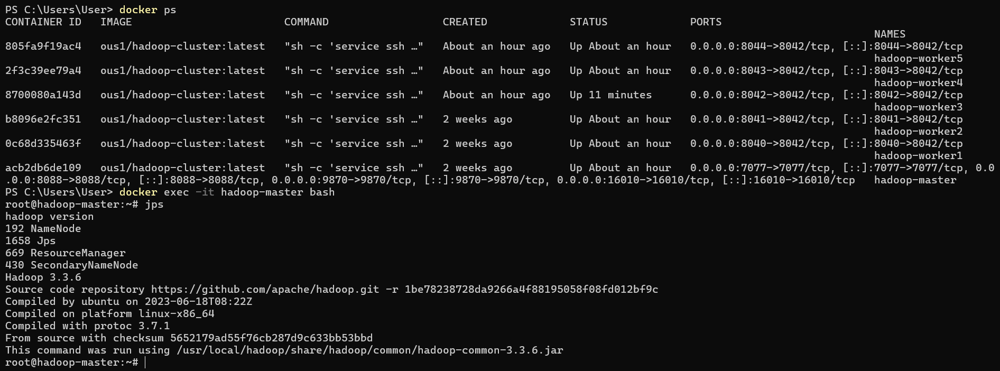 PS C:\Users\User> docker ps
CONTAINER ID   IMAGE                        COMMAND                  CREATED             STATUS             PORTS
NAMES
805fa9f19ac4   ous1/hadoop-cluster:latest   "sh -c 'service ssh …"   About an hour ago   Up About an hour   0.0.0.0:8044->8042/tcp, [::]:8044->8042/tcp
hadoop-worker5
2f3c39ee79a4   ous1/hadoop-cluster:latest   "sh -c 'service ssh …"   About an hour ago   Up About an hour   0.0.0.0:8043->8042/tcp, [::]:8043->8042/tcp
hadoop-worker4
8700080a143d   ous1/hadoop-cluster:latest   "sh -c 'service ssh …"   About an hour ago   Up 11 minutes      0.0.0.0:8042->8042/tcp, [::]:8042->8042/tcp
hadoop-worker3
b8096e2fc351   ous1/hadoop-cluster:latest   "sh -c 'service ssh …"   2 weeks ago         Up About an hour   0.0.0.0:8041->8042/tcp, [::]:8041->8042/tcp
hadoop-worker2
0c68d335463f   ous1/hadoop-cluster:latest   "sh -c 'service ssh …"   2 weeks ago         Up About an hour   0.0.0.0:8040->8042/tcp, [::]:8040->8042/tcp
hadoop-worker1
acb2db6de109   ous1/hadoop-cluster:latest   "sh -c 'service ssh …"   2 weeks ago         Up About an hour   0.0.0.0:7077->7077/tcp, [::]:7077->7077/tcp, 0.0
.0.0:8088->8088/tcp, [::]:8088->8088/tcp, 0.0.0.0:9870->9870/tcp, [::]:9870->9870/tcp, 0.0.0.0:16010->16010/tcp, [::]:16010->16010/tcp   hadoop-master
PS C:\Users\User> docker exec -it hadoop-master bash
root@hadoop-master:~# jps
hadoop version
192 NameNode
1658 Jps
669 ResourceManager
430 SecondaryNameNode
Hadoop 3.3.6
Source code repository https://github.com/apache/hadoop.git -r 1be78238728da9266a4f88195058f08fd012bf9c
Compiled by ubuntu on 2023-06-18T08:22Z
Compiled on platform linux-x86_64
Compiled with protoc 3.7.1
From source with checksum 5652179ad55f76cb287d9c633bb53bbd
This command was run using /usr/local/hadoop/share/hadoop/common/hadoop-common-3.3.6.jar
root@hadoop-master:~#